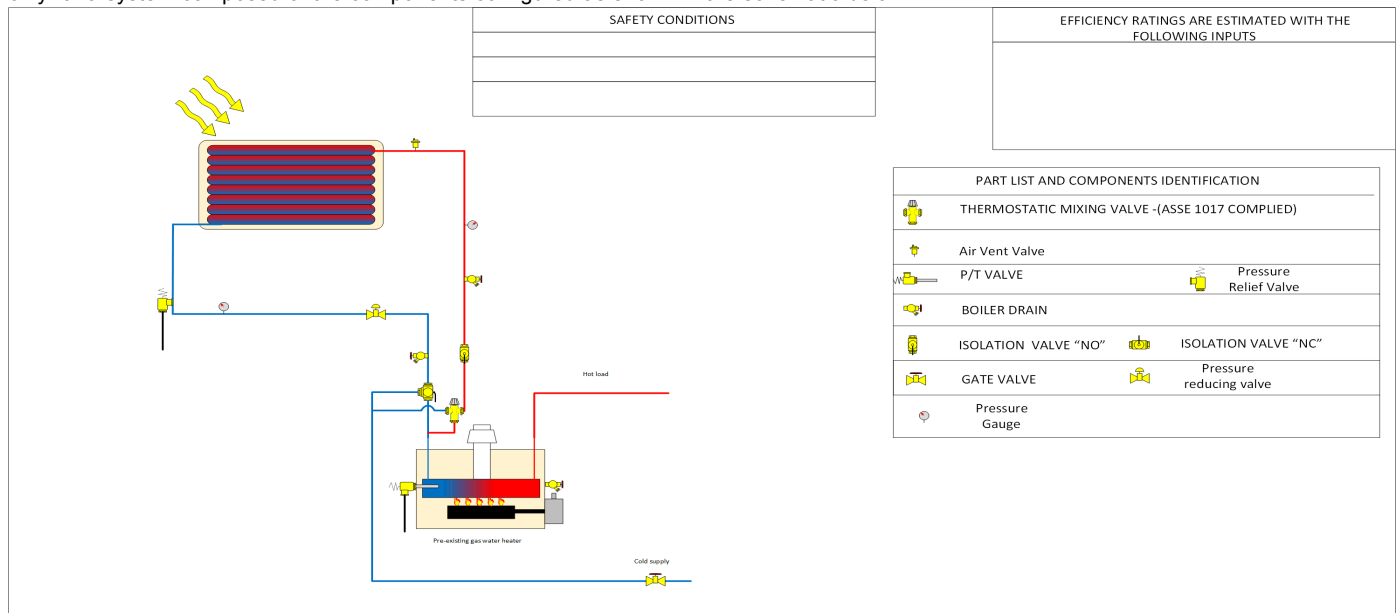 SAFETY CONDITIONS
EFFICIENCY RATINGS ARE ESTIMATED WITH THE
FOLLOWING INPUTS
PART LIST AND COMPONENTS IDENTIFICATION
THERMOSTATIC MIXING VALVE -(ASSE 1017 COMPLIED)
Air Vent Valve
P/T VALVE
Pressure
Relief Valve
BOILER DRAIN
ISOLATION VALVE “NO”
ISOLATION VALVE “NC”
GATE VALVE
Pressure
reducing valve
Pressure
Gauge
Hot load
Pre-existing gas water heater
Cold supply